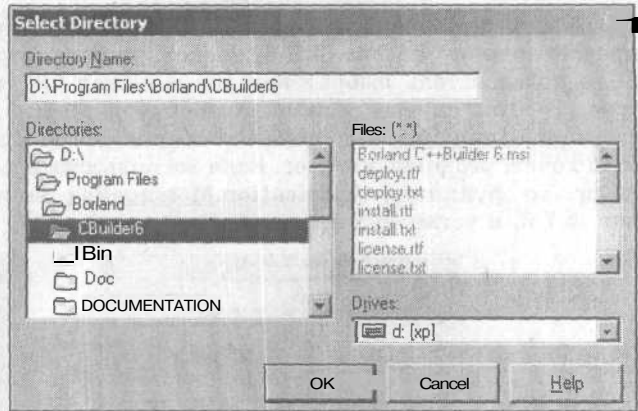 Select Directory
Directory Name:
D:\Program Files\Borland\CBuilder6
Directories:
D:\
Program Files
Borland
CBuilder6
Bin
Doc
DOCUMENTATION
Files: (*.*)
Borland C++Builder 6.msi
deploy.rtf
deploy.txt
install.rtf
install.txt
license.rtf
license.txt
Drives:
d: [xp]
OK
Cancel
Help